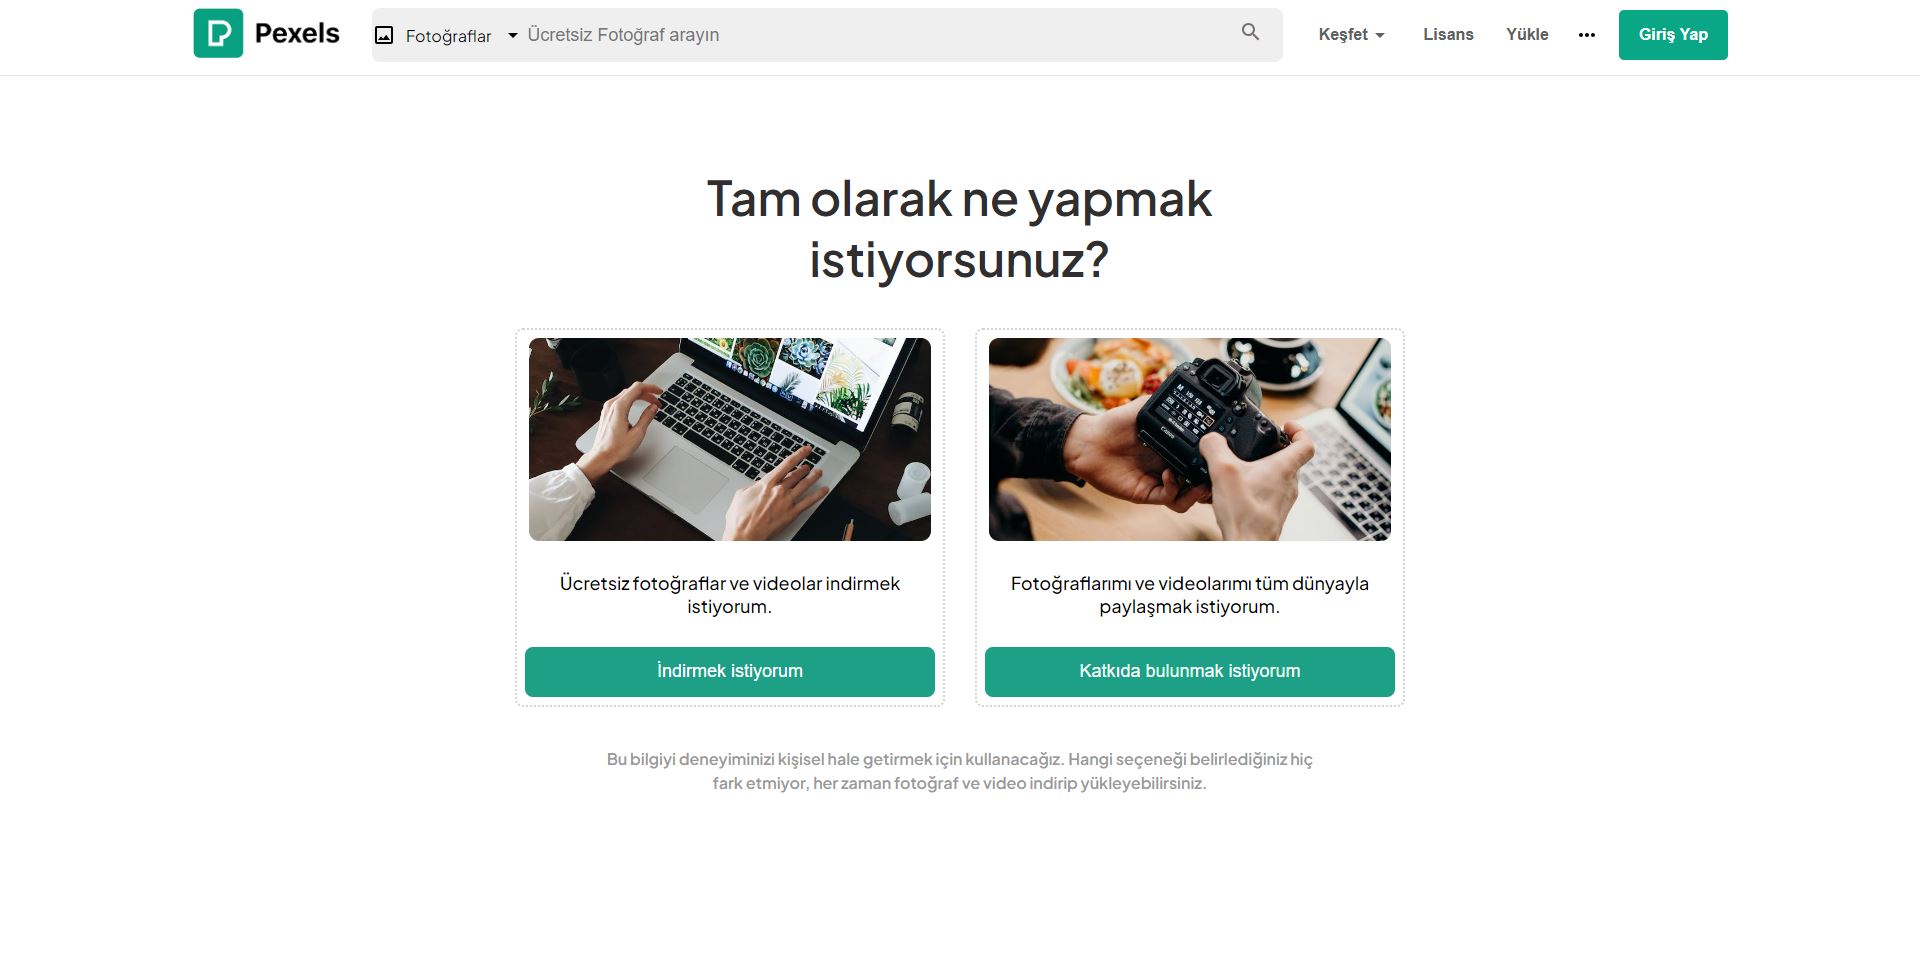 Pexels
Fotoğraflar
Ücretsiz Fotoğraf arayın
Keşfet
Lisans
Yükle
Giriş Yap
Tam olarak ne yapmak
istiyorsunuz?
Ücretsiz fotoğraflar ve videolar indirmek
istiyorum.
İndirmek istiyorum
Canon
Fotoğraflarımı ve videolarımı tüm dünyayla
paylaşmak istiyorum.
Katkıda bulunmak istiyorum
Bu bilgiyi deneyiminizi kişisel hale getirmek için kullanacağız. Hangi seçeneği belirlediğiniz hiç
fark etmiyor, her zaman fotoğraf ve video indirip yükleyebilirsiniz.